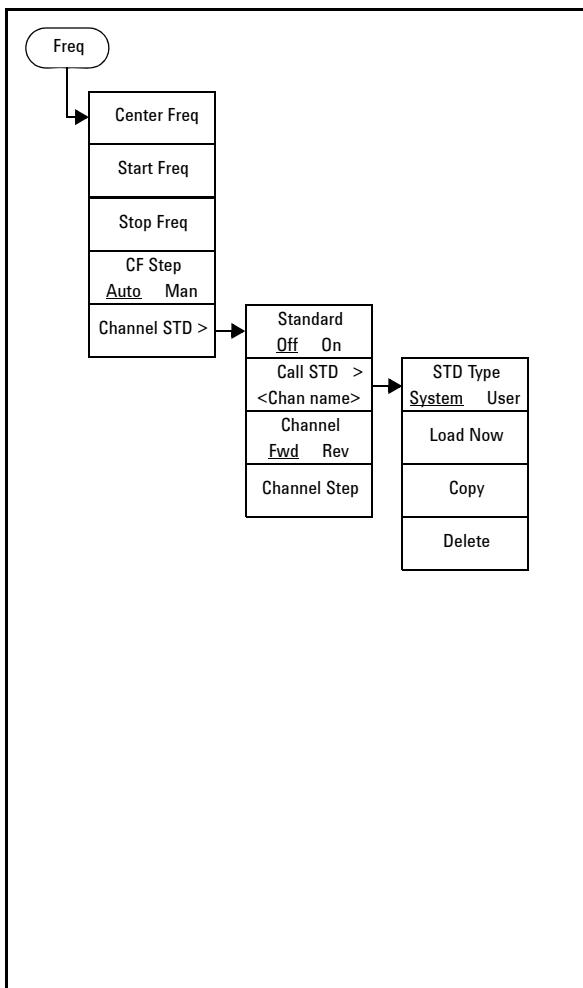 Freq
Center Freq
Start Freq
Stop Freq
CF Step
Auto Man
Channel STD >
Standard
Off On
Call STD >
<Chan name>
Channel
Fwd Rev
Channel Step
STD Type
System User
Load Now
Copy
Delete